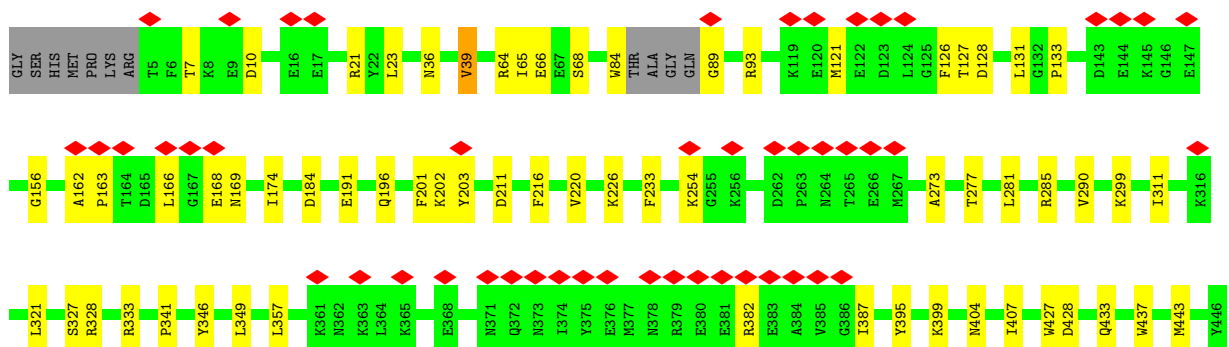 GLY SER HIS MET PRO LYS ARG T5 F6 T7 K8 E9 D10 E16 E17 R21 Y22 L23 N36 V39 R64 I65 E66 E67 S68 W84 THR ALA GLY GLN G89 R93 K119 E120 M121 E122 D123 L124 G125 F126 T127 D128 L131 G132 P133 D143 E144 K145 G146 E147
G156 A162 P163 T164 D165 L166 G167 E168 N169 I174 D184 E191 Q196 F201 K202 Y203 D211 F216 V220 K226 F233 K254 G255 K256 D262 P263 N264 T265 E266 M267 A273 T277 L281 R285 V290 K299 I311 K316
L321 S327 R328 R333 P341 Y346 L349 L357 K361 N362 K363 L364 K365 E368 N371 Q372 N373 I374 Y375 E376 M377 N378 R379 E380 E381 R382 E383 A384 V385 G386 I387 Y395 K399 N404 I407 W427 D428 Q433 W437 M443 Y446